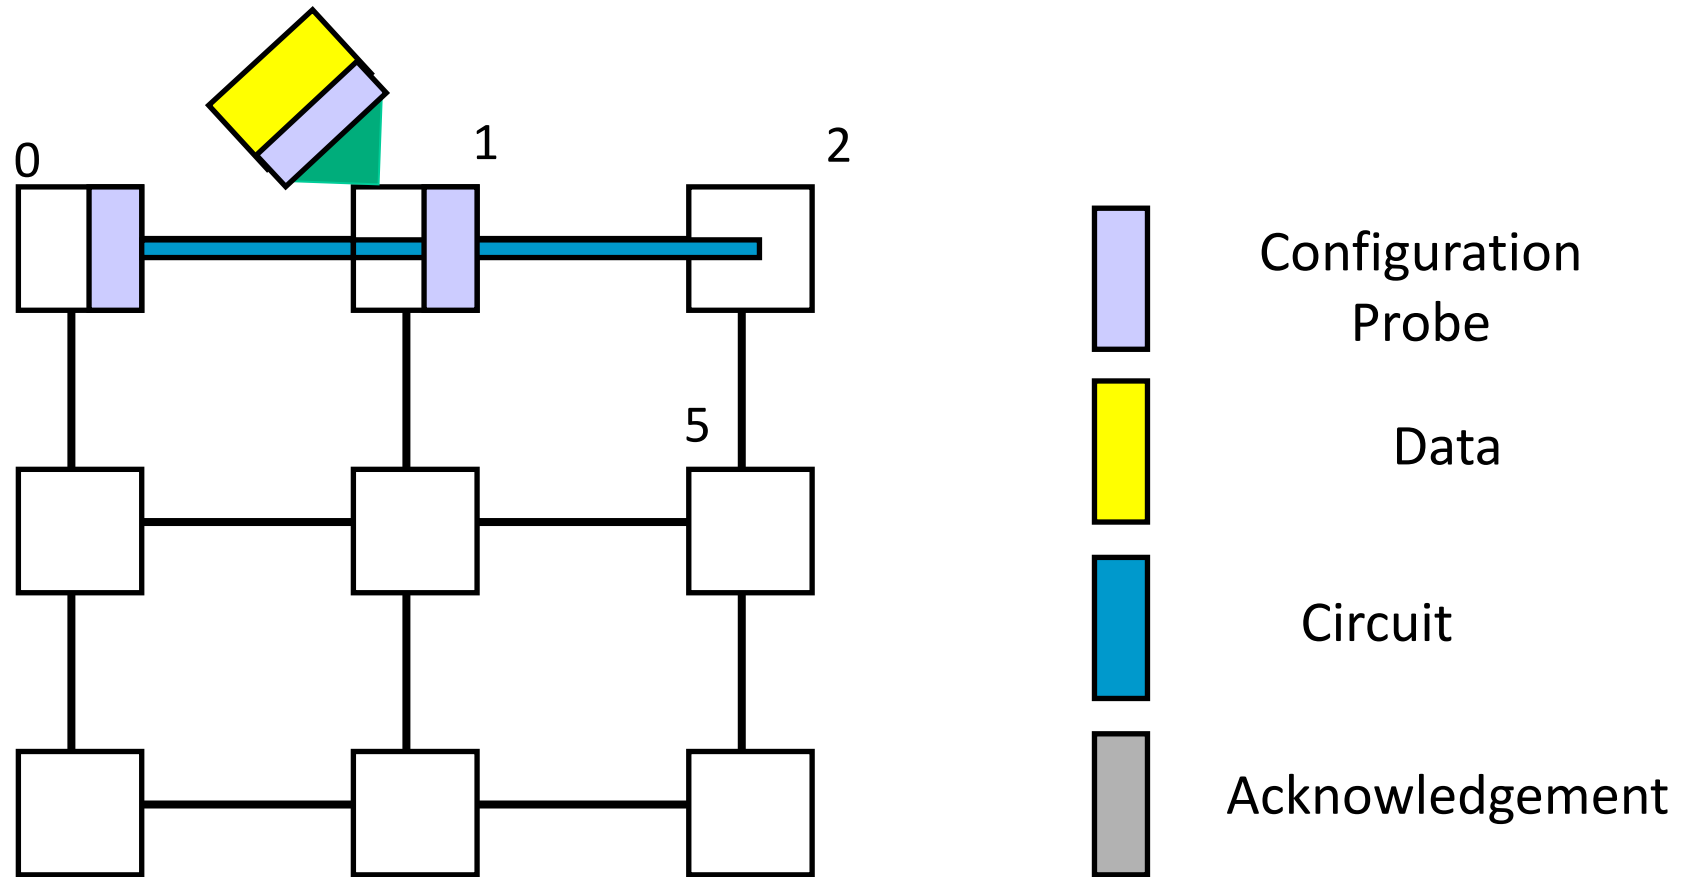 0
1
2
5
Configuration
Probe
Data
Circuit
Acknowledgement